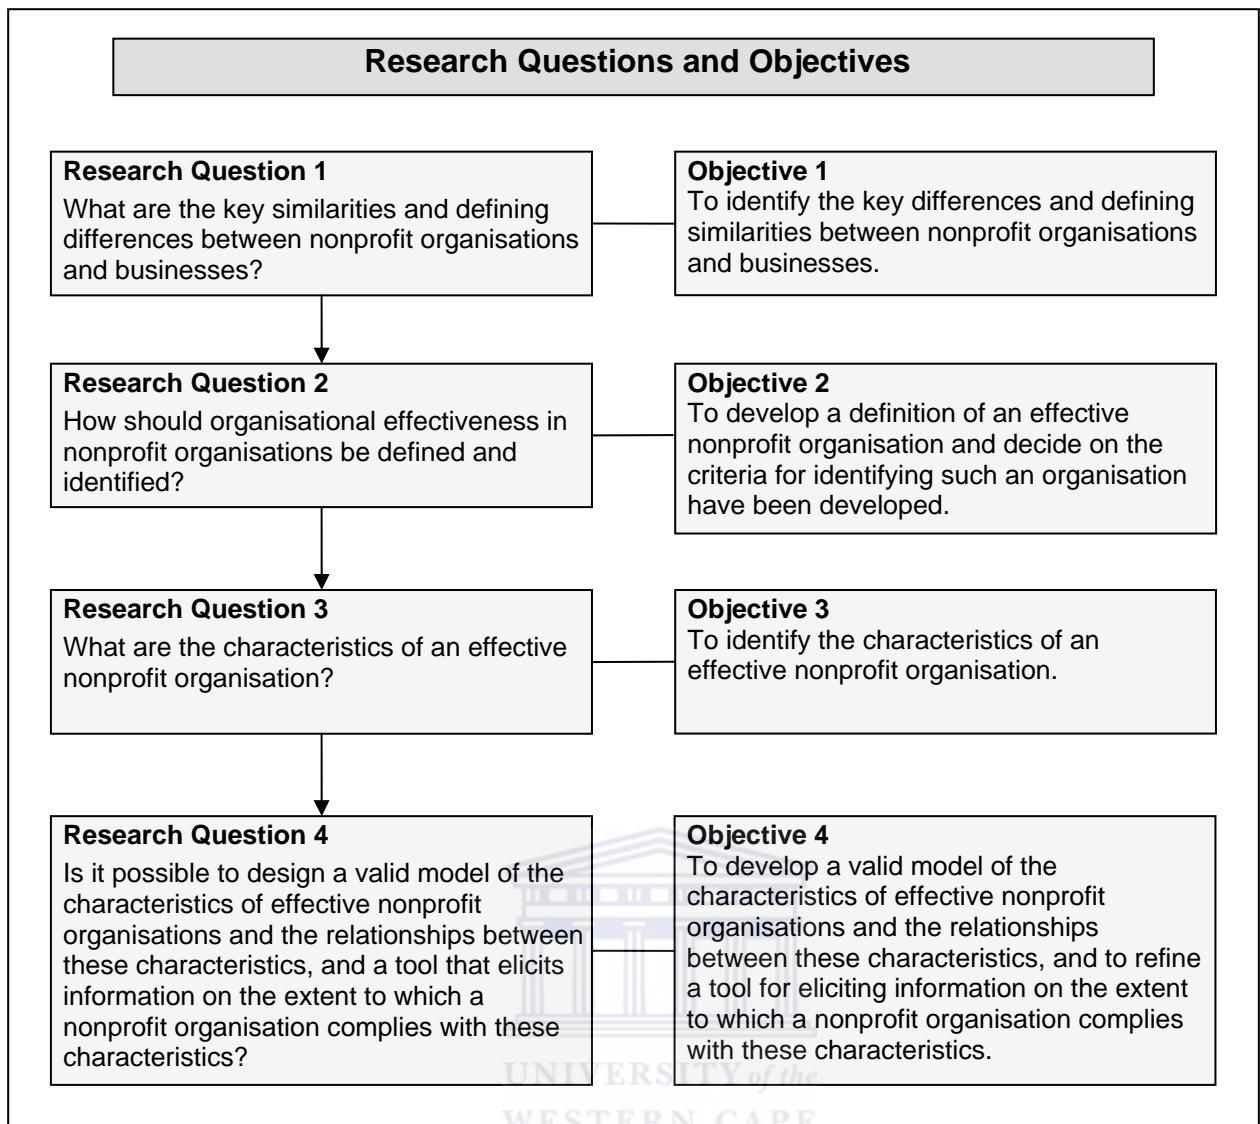 Research Questions and Objectives
Research Question 1
What are the key similarities and defining
differences between nonprofit organisations
and businesses?
Objective 1
To identify the key differences and defining
similarities between nonprofit organisations
and businesses.
Research Question 2
How should organisational effectiveness in
nonprofit organisations be defined and
identified?
Objective 2
To develop a definition of an effective
nonprofit organisation and decide on the
criteria for identifying such an organisation
have been developed.
Research Question 3
What are the characteristics of an effective
nonprofit organisation?
Objective 3
To identify the characteristics of an
effective nonprofit organisation.
Research Question 4
Is it possible to design a valid model of the
characteristics of effective nonprofit
organisations and the relationships between
these characteristics, and a tool that elicits
information on the extent to which a
nonprofit organisation complies with these
characteristics?
Objective 4
To develop a valid model of the
characteristics of effective nonprofit
organisations and the relationships
between these characteristics, and to refine
a tool for eliciting information on the extent
to which a nonprofit organisation complies
with these characteristics.
UNIVERSITY of the
WESTERN CAPE